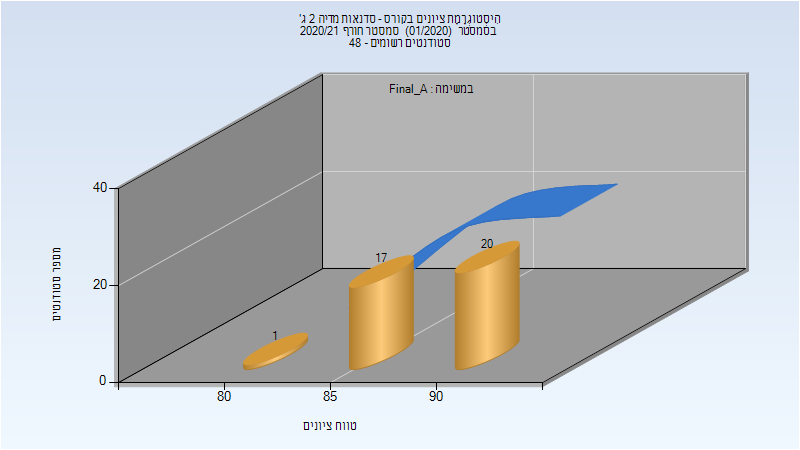 היסטוגרמת ציונים בקורס - סדנאות מדיה 2 ג'
בסמסטר (01/2020) סמסטר חורף 2020/21
סטודנטים רשומים - 48
במשימה : Final_A
40
20
0
מספר סטודנטים
1
17
20
80
85
90
טווח ציונים